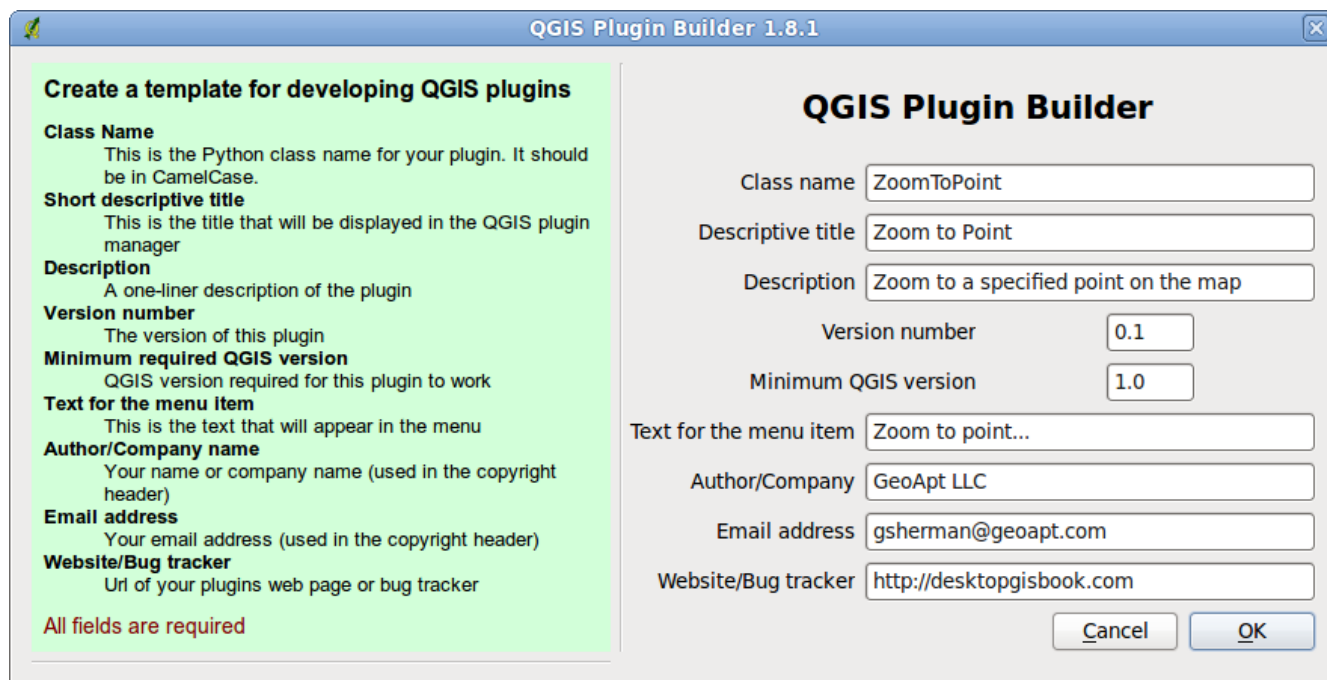 QGIS Plugin Builder 1.8.1
Create a template for developing QGIS plugins
Class Name
This is the Python class name for your plugin. It should
be in CamelCase.
Short descriptive title
This is the title that will be displayed in the QGIS plugin
manager
Description
A one-liner description of the plugin
Version number
The version of this plugin
Minimum required QGIS version
QGIS version required for this plugin to work
Text for the menu item
This is the text that will appear in the menu
Author/Company name
Your name or company name (used in the copyright
header)
Email address
Your email address (used in the copyright header)
Website/Bug tracker
Url of your plugins web page or bug tracker
All fields are required
QGIS Plugin Builder
Class name ZoomToPoint
Descriptive title Zoom to Point
Description Zoom to a specified point on the map
Version number 0.1
Minimum QGIS version 1.0
Text for the menu item Zoom to point...
Author/Company GeoApt LLC
Email address gsherman@geoapt.com
Website/Bug tracker http://desktopgisbook.com
Cancel OK